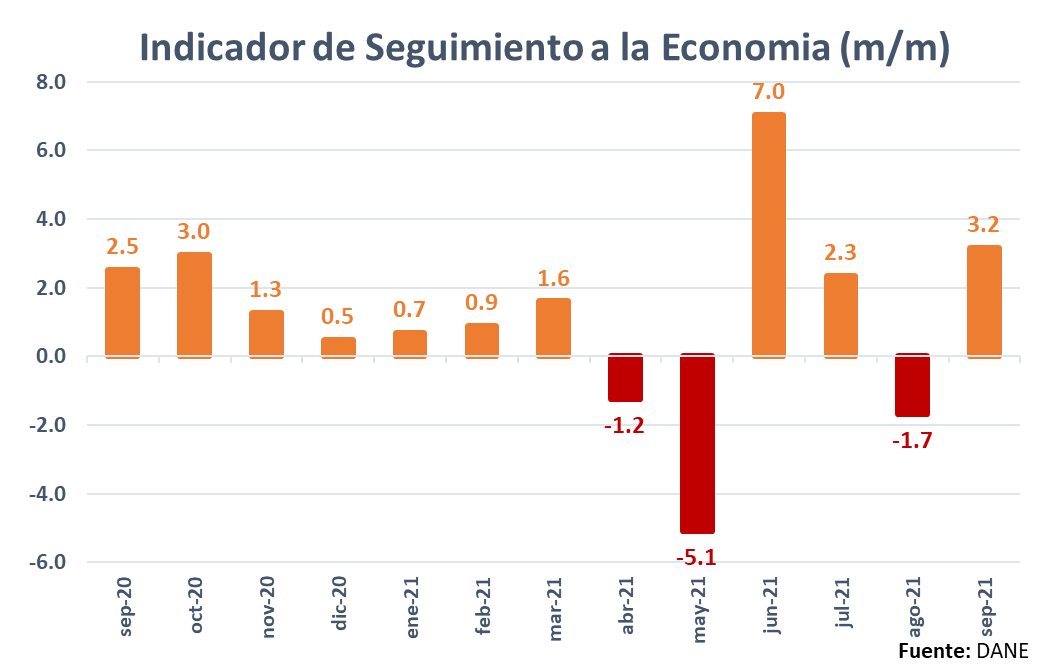 Indicador de Seguimiento a la Economia (m/m)
8.0
6.0
4.0
2.0
0.0
-2.0
-4.0
-6.0
2.5
3.0
1.3
0.5
0.7
0.9
1.6
-1.2
-5.1
7.0
2.3
-1.7
3.2
sep-20
oct-20
nov-20
dic-20
ene-21
feb-21
mar-21
abr-21
may-21
jun-21
jul-21
ago-21
sep-21
Fuente: DANE